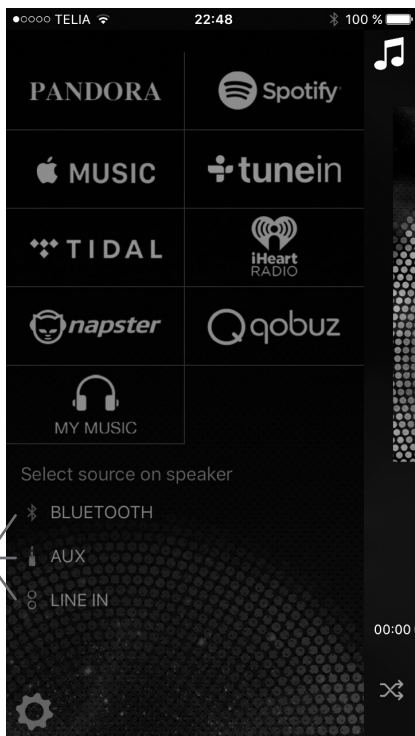 TELIA 22:48 100 %
PANDORA
Spotify
MUSIC
tunein
TIDAL
iHeart
RADIO
napster
qobuz
MY MUSIC
Select source on speaker
BLUETOOTH
AUX
LINE IN
00:00